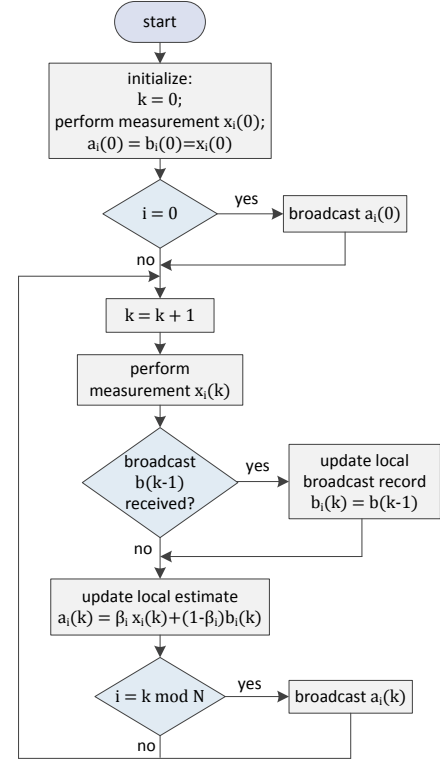 start
initialize:
k = 0;
perform measurement xᵢ(0);
aᵢ(0) = bᵢ(0)=xᵢ(0)
i = 0
yes
broadcast aᵢ(0)
no
k = k + 1
perform
measurement xᵢ(k)
broadcast
b(k-1)
received?
yes
update local
broadcast record
bᵢ(k) = b(k-1)
no
update local estimate
aᵢ(k) = βᵢ xᵢ(k)+(1-βᵢ)bᵢ(k)
i = k mod N
yes
broadcast aᵢ(k)
no